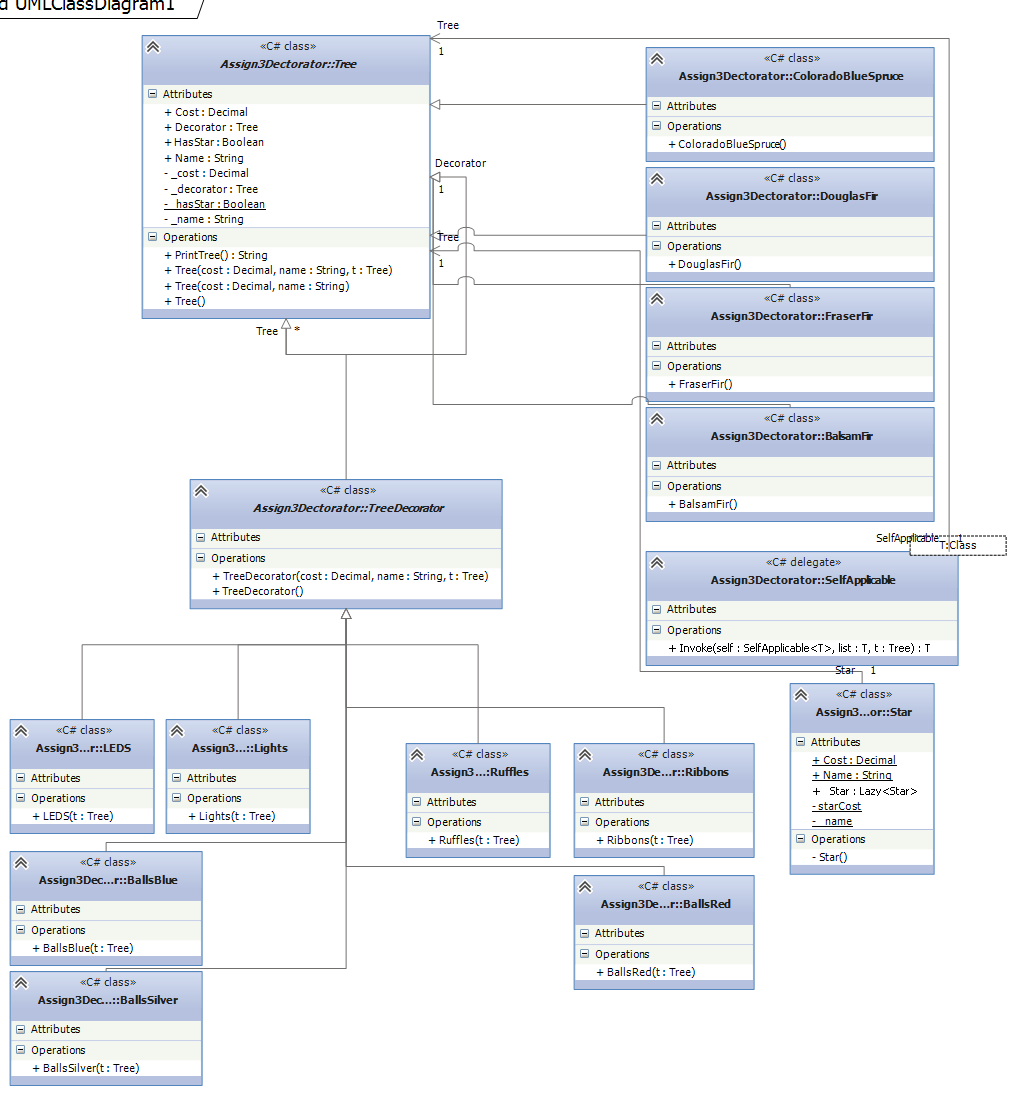 d UMLClassDiagram1
Tree
1
«C# class»
Assign3Dectorator::Tree
Attributes
+ Cost : Decimal
+ Decorator : Tree
+ HasStar : Boolean
+ Name : String
- _cost : Decimal
- _decorator : Tree
- _hasStar : Boolean
- _name : String
Operations
+ PrintTree() : String
+ Tree(cost : Decimal, name : String, t : Tree)
+ Tree(cost : Decimal, name : String)
+ Tree()
Decorator
1
Tree
1
Tree
*
«C# class»
Assign3Dectorator::ColoradoBlueSpruce
Attributes
Operations
+ ColoradoBlueSpruce()
«C# class»
Assign3Dectorator::DouglasFir
Attributes
Operations
+ DouglasFir()
«C# class»
Assign3Dectorator::FraserFir
Attributes
Operations
+ FraserFir()
«C# class»
Assign3Dectorator::BalsamFir
Attributes
Operations
+ BalsamFir()
«C# class»
Assign3Dectorator::TreeDecorator
Attributes
Operations
+ TreeDecorator(cost : Decimal, name : String, t : Tree)
+ TreeDecorator()
SelfApplicable
1
T:Class
«C# delegate»
Assign3Dectorator::SelfApplicable
Attributes
Operations
+ Invoke(self : SelfApplicable<T>, list : T, t : Tree) : T
Star
1
«C# class»
Assign3...or::Star
Attributes
+ Cost : Decimal
+ Name : String
+ Star : Lazy<Star>
- starCost
- _name
Operations
- Star()
«C# class»
Assign3...r::LEDS
Attributes
Operations
+ LEDS(t : Tree)
«C# class»
Assign3...::Lights
Attributes
Operations
+ Lights(t : Tree)
«C# class»
Assign3...:Ruffles
Attributes
Operations
+ Ruffles(t : Tree)
«C# class»
Assign3De...r::Ribbons
Attributes
Operations
+ Ribbons(t : Tree)
«C# class»
Assign3Dec...r::BallsBlue
Attributes
Operations
+ BallsBlue(t : Tree)
«C# class»
Assign3De...r::BallsRed
Attributes
Operations
+ BallsRed(t : Tree)
«C# class»
Assign3Dec...::BallsSilver
Attributes
Operations
+ BallsSilver(t : Tree)